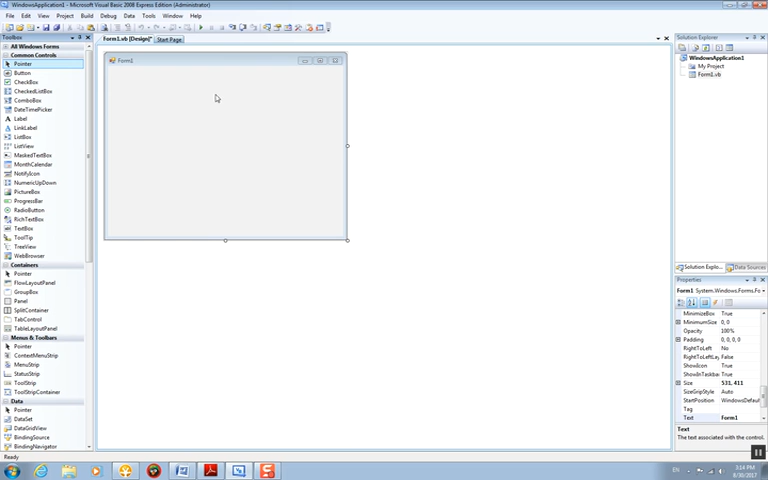 WindowsApplication1 - Microsoft Visual Basic 2008 Express Edition (Administrator)
File Edit View Project Build Debug Data Tools Window Help
Toolbox
All Windows Forms
Common Controls
Pointer
Button
CheckBox
CheckedListBox
ComboBox
DateTimePicker
Label
LinkLabel
ListBox
ListView
MaskedTextBox
MonthCalendar
NotifyIcon
NumericUpDown
PictureBox
ProgressBar
RadioButton
RichTextBox
TextBox
ToolTip
TreeView
WebBrowser
Containers
Pointer
FlowLayoutPanel
GroupBox
Panel
SplitContainer
TabControl
TableLayoutPanel
Menus & Toolbars
Pointer
ContextMenuStrip
MenuStrip
StatusStrip
ToolStrip
ToolStripContainer
Data
Pointer
DataSet
DataGridView
BindingSource
BindingNavigator
Form1.vb [Design]* Start Page
Form1
Solution Explorer
WindowsApplication1
My Project
Form1.vb
Solution Explo... Data Sources
Properties
Form1 System.Windows.Forms.Fo
MinimizeBox True
MinimumSize 0, 0
Opacity 100%
Padding 0, 0, 0, 0
RightToLeft No
RightToLeftLay False
ShowIcon True
ShowInTaskba True
Size 531, 411
SizeGripStyle Auto
StartPosition WindowsDefaul
Tag
Text Form1
Text
The text associated with the control.
Ready
EN
3:14 PM
8/30/2017